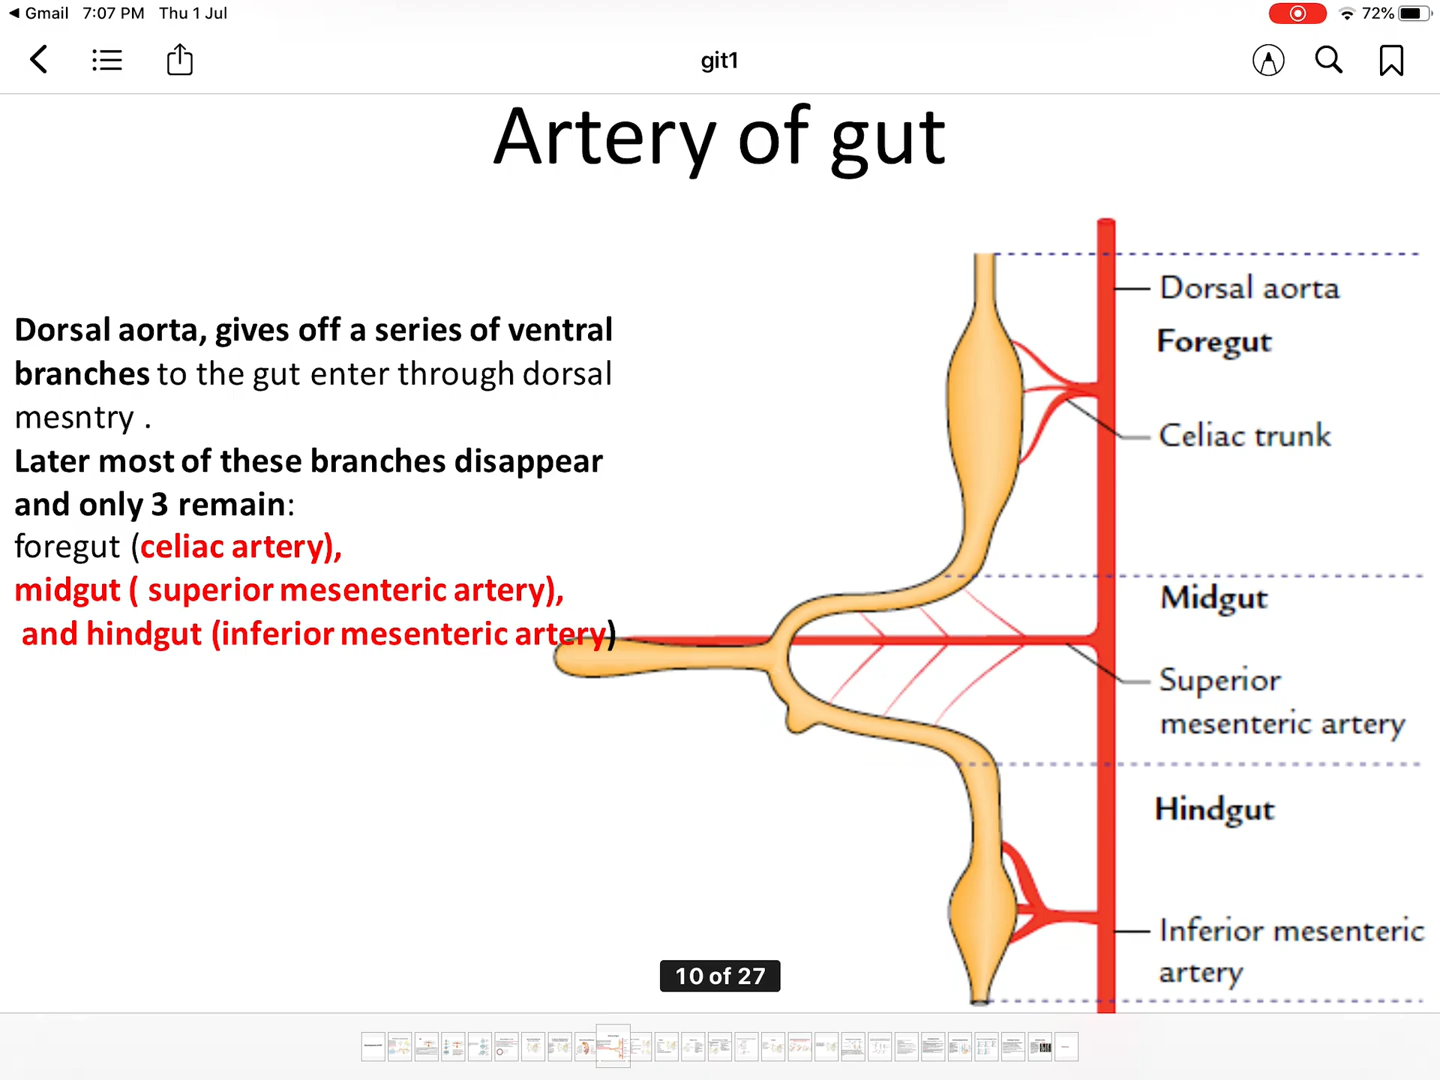 Gmail 7:07 PM Thu 1 Jul 72%
git1
Artery of gut
Dorsal aorta, gives off a series of ventral
branches to the gut enter through dorsal
mesntry .
Later most of these branches disappear
and only 3 remain:
foregut (celiac artery),
midgut ( superior mesenteric artery),
and hindgut (inferior mesenteric artery)
Dorsal aorta
Foregut
Celiac trunk
Midgut
Superior
mesenteric artery
Hindgut
Inferior mesenteric
artery
10 of 27